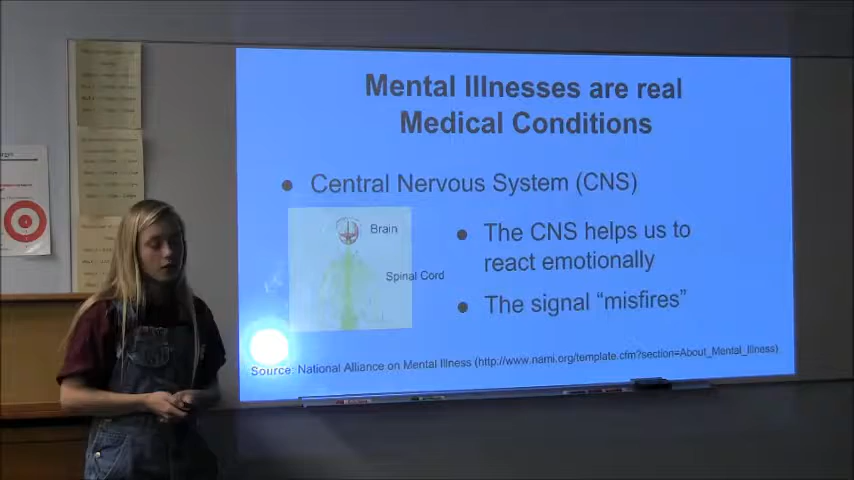 Mental Illnesses are real
Medical Conditions
● Central Nervous System (CNS)
Brain
Spinal Cord
● The CNS helps us to
react emotionally
● The signal “misfires”
Source: National Alliance on Mental Illness (http://www.nami.org/template.cfm?section=About_Mental_Illness)